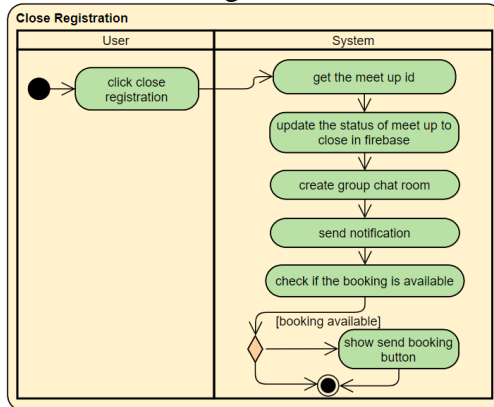 Close Registration
User
System
click close
registration
get the meet up id
update the status of meet up to
close in firebase
create group chat room
send notification
check if the booking is available
[booking available]
show send booking
button